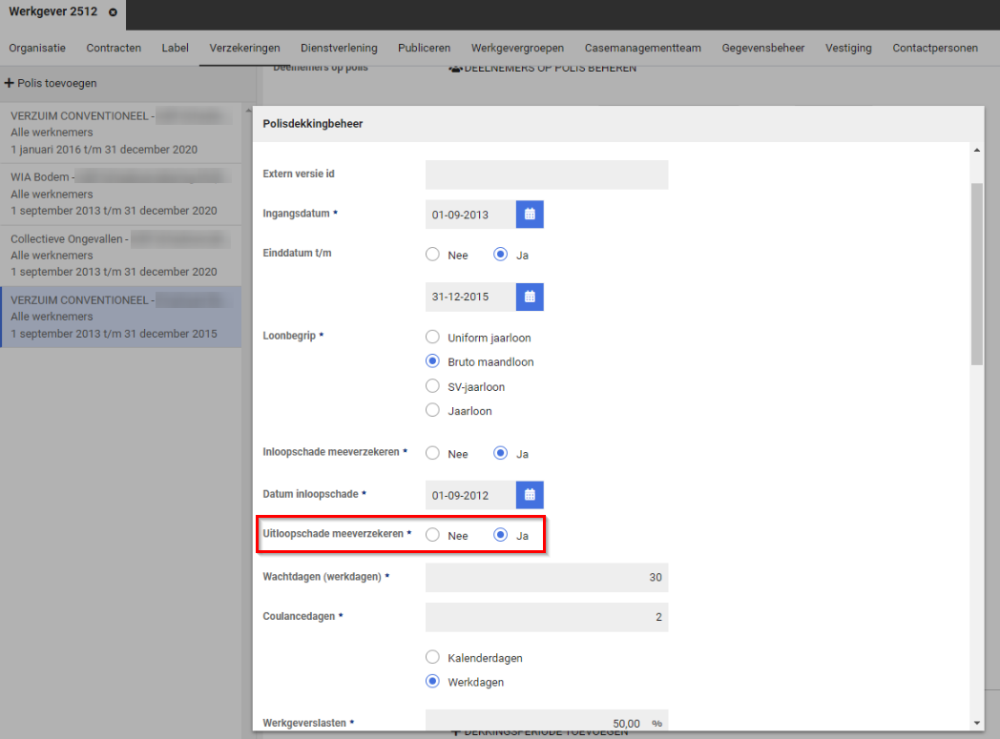 Werkgever 2512
Organisatie Contracten Label Verzekeringen Dienstverlening Publiceren Werkgevergroepen Casemanagementteam Gegevensbeheer Vestiging Contactpersonen
Deelnemers op polis DEELNEMERS OP POLIS BEHEREN
+ Polis toevoegen
VERZUIM CONVENTIONEEL -
Alle werknemers
1 januari 2016 t/m 31 december 2020
WIA Bodem -
Alle werknemers
1 september 2013 t/m 31 december 2020
Collectieve Ongevallen -
Alle werknemers
1 september 2013 t/m 31 december 2020
VERZUIM CONVENTIONEEL -
Alle werknemers
1 september 2013 t/m 31 december 2015
Polisdekkingbeheer
Extern versie id
Ingangsdatum * 01-09-2013
Einddatum t/m Nee Ja
31-12-2015
Loonbegrip * Uniform jaarloon
Bruto maandloon
SV-jaarloon
Jaarloon
Inloopschade meeverzekeren * Nee Ja
Datum inloopschade * 01-09-2012
Uitloopschade meeverzekeren * Nee Ja
Wachtdagen (werkdagen) * 30
Coulancedagen * 2
Kalenderdagen
Werkdagen
Werkgeverslasten * 50,00 %
+ DEKKINGSPERIODE TOEVOEGEN